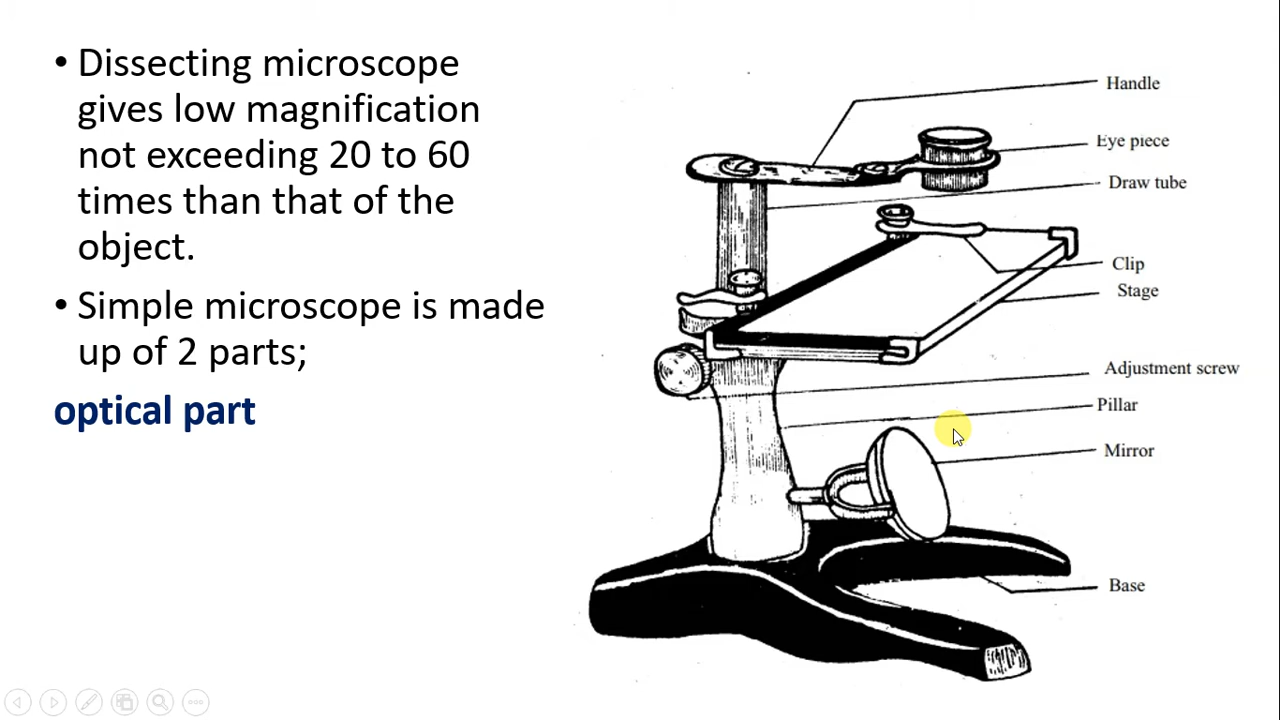 • Dissecting microscope
gives low magnification
not exceeding 20 to 60
times than that of the
object.
• Simple microscope is made
up of 2 parts;
optical part
Handle
Eye piece
Draw tube
Clip
Stage
Adjustment screw
Pillar
Mirror
Base